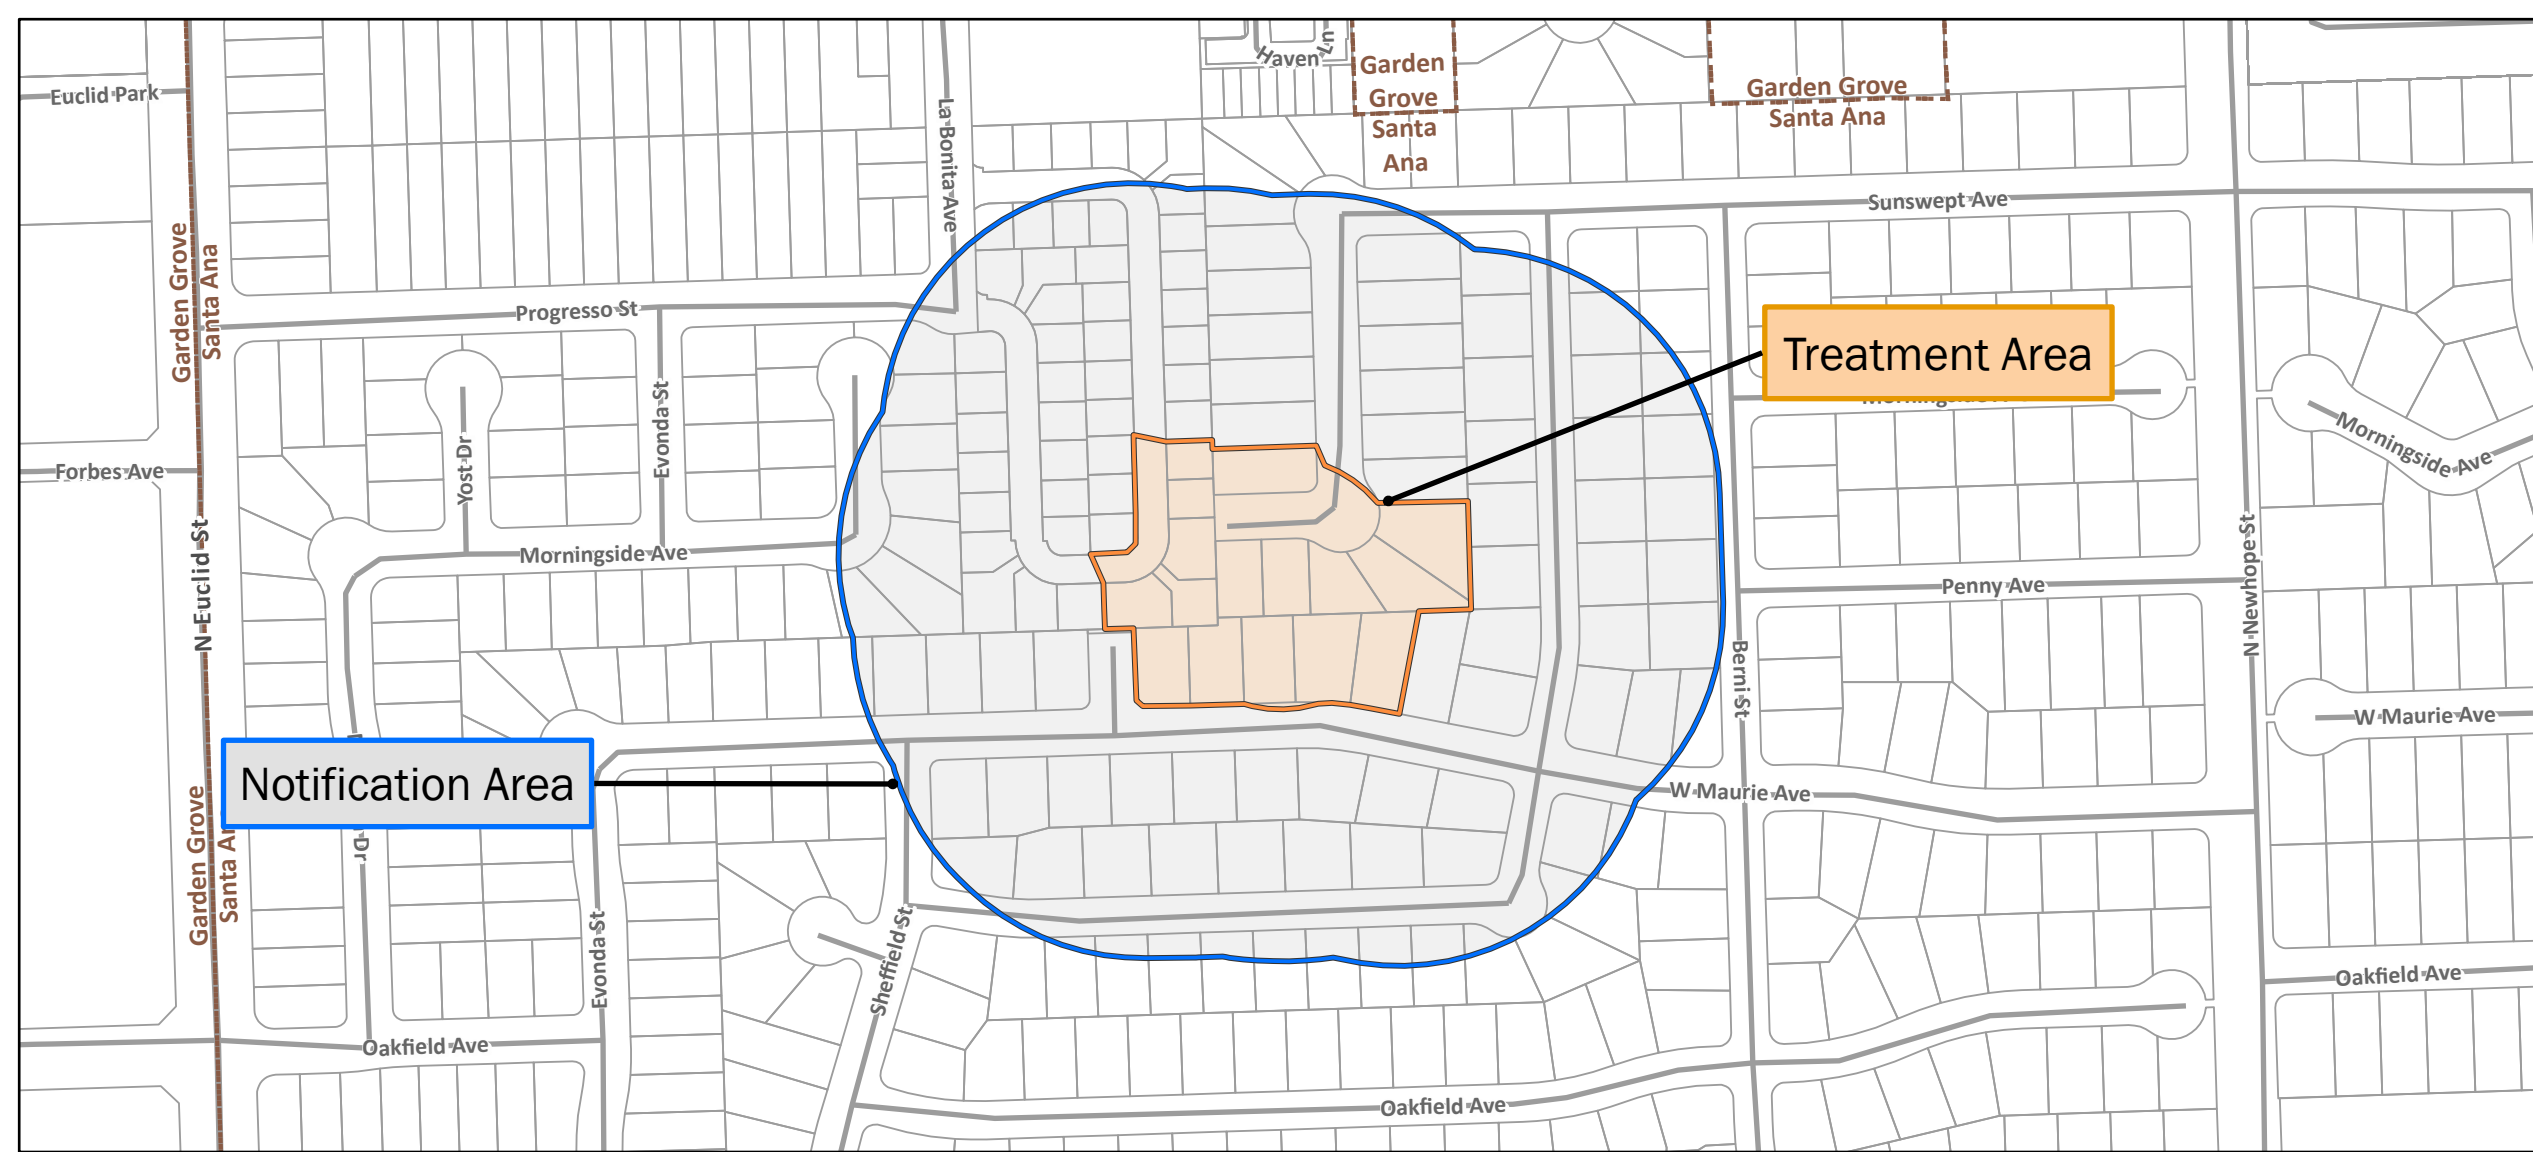 Haven Ln
Garden
Grove
Santa
Ana
Garden Grove
Santa Ana
Euclid Park
La Bonita Ave
Sunswept Ave
Garden Grove
Santa Ana
Progresso St
Treatment Area
Evonda St
Yost Dr
Morningside Ave
Forbes Ave
N Euclid St
Morningside Ave
N Newhope St
Penny Ave
Berni St
W Maurie Ave
Notification Area
W Maurie Ave
Garden Grove
Santa
Dr
Evonda St
Sheffield St
Oakfield Ave
Oakfield Ave
Oakfield Ave